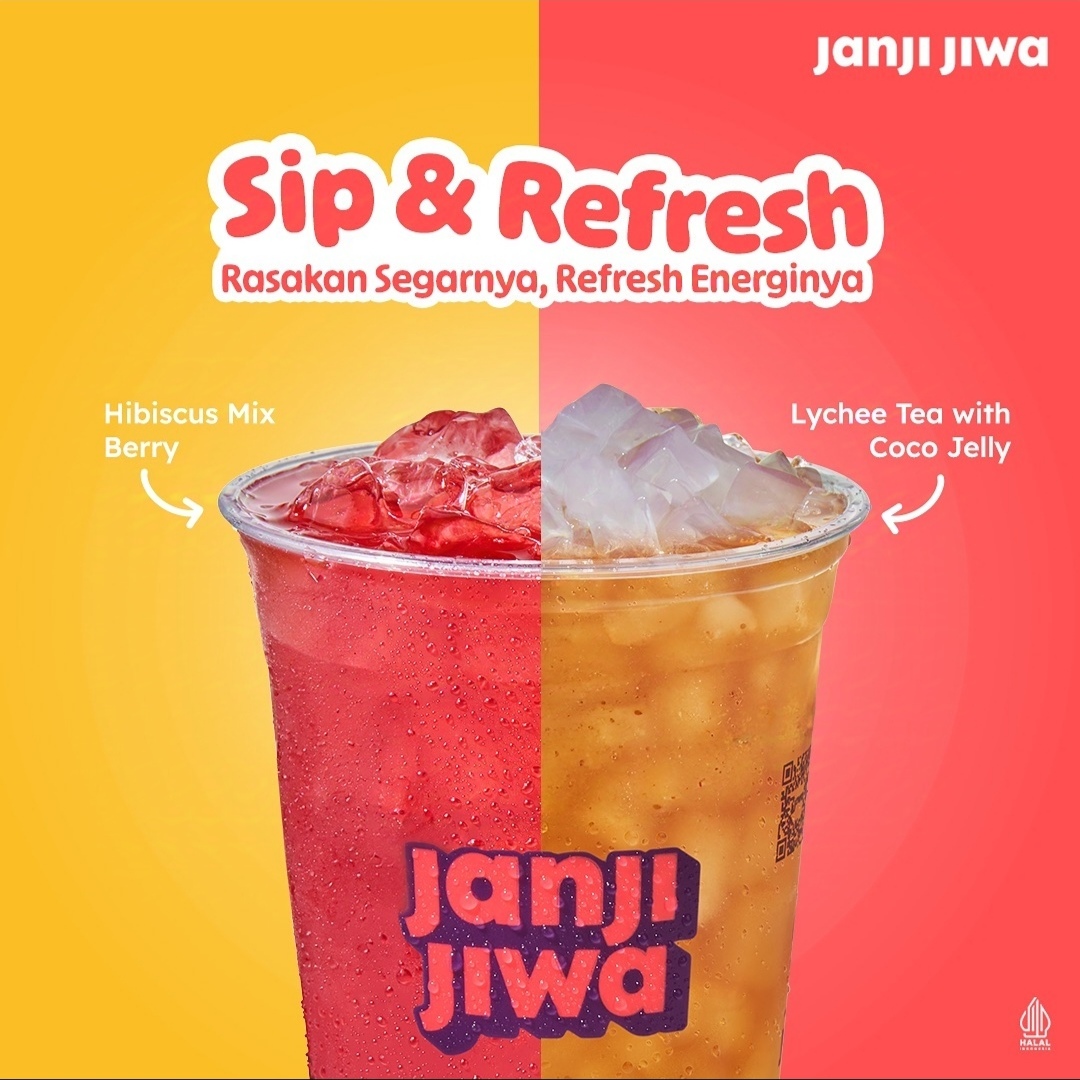 Janji Jiwa
Sip & Refresh
Rasakan Segarnya, Refresh Energinya
Hibiscus Mix
Berry
Lychee Tea with
Coco Jelly
Janji
Jiwa
HALAL
INDONESIA